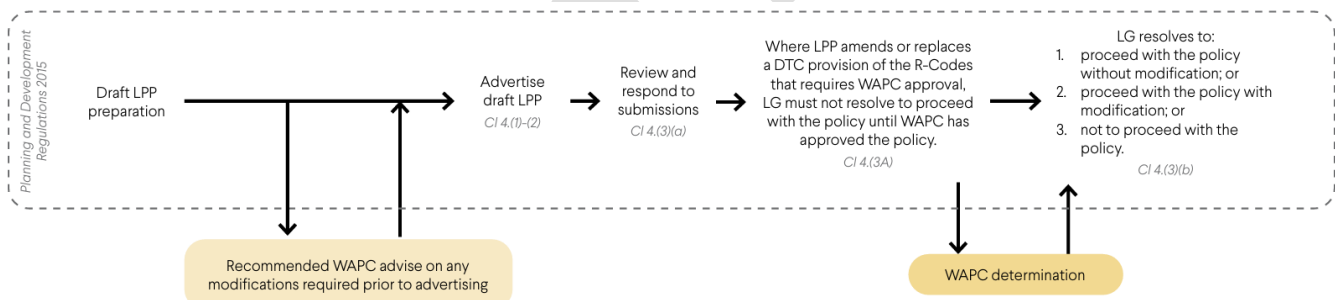 Planning and Development
Regulations 2015
Draft LPP
preparation
Advertise
draft LPP
Cl 4.(1)-(2)
Review and
respond to
submissions
Cl 4.(3)(a)
Where LPP amends or replaces
a DTC provision of the R-Codes
that requires WAPC approval,
LG must not resolve to proceed
with the policy until WAPC has
approved the policy.
Cl 4.(3A)
LG resolves to:
1. proceed with the policy
without modification; or
2. proceed with the policy with
modification; or
3. not to proceed with the
policy.
Cl 4.(3)(b)
Recommended WAPC advise on any
modifications required prior to advertising
WAPC determination